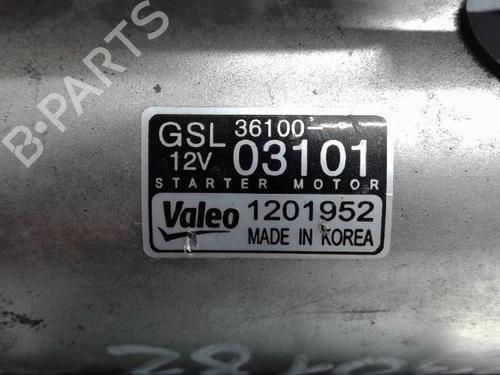 GSL 36100-
12V 03101
STARTER MOTOR
Valeo 1201952
MADE IN KOREA
B-PARTS